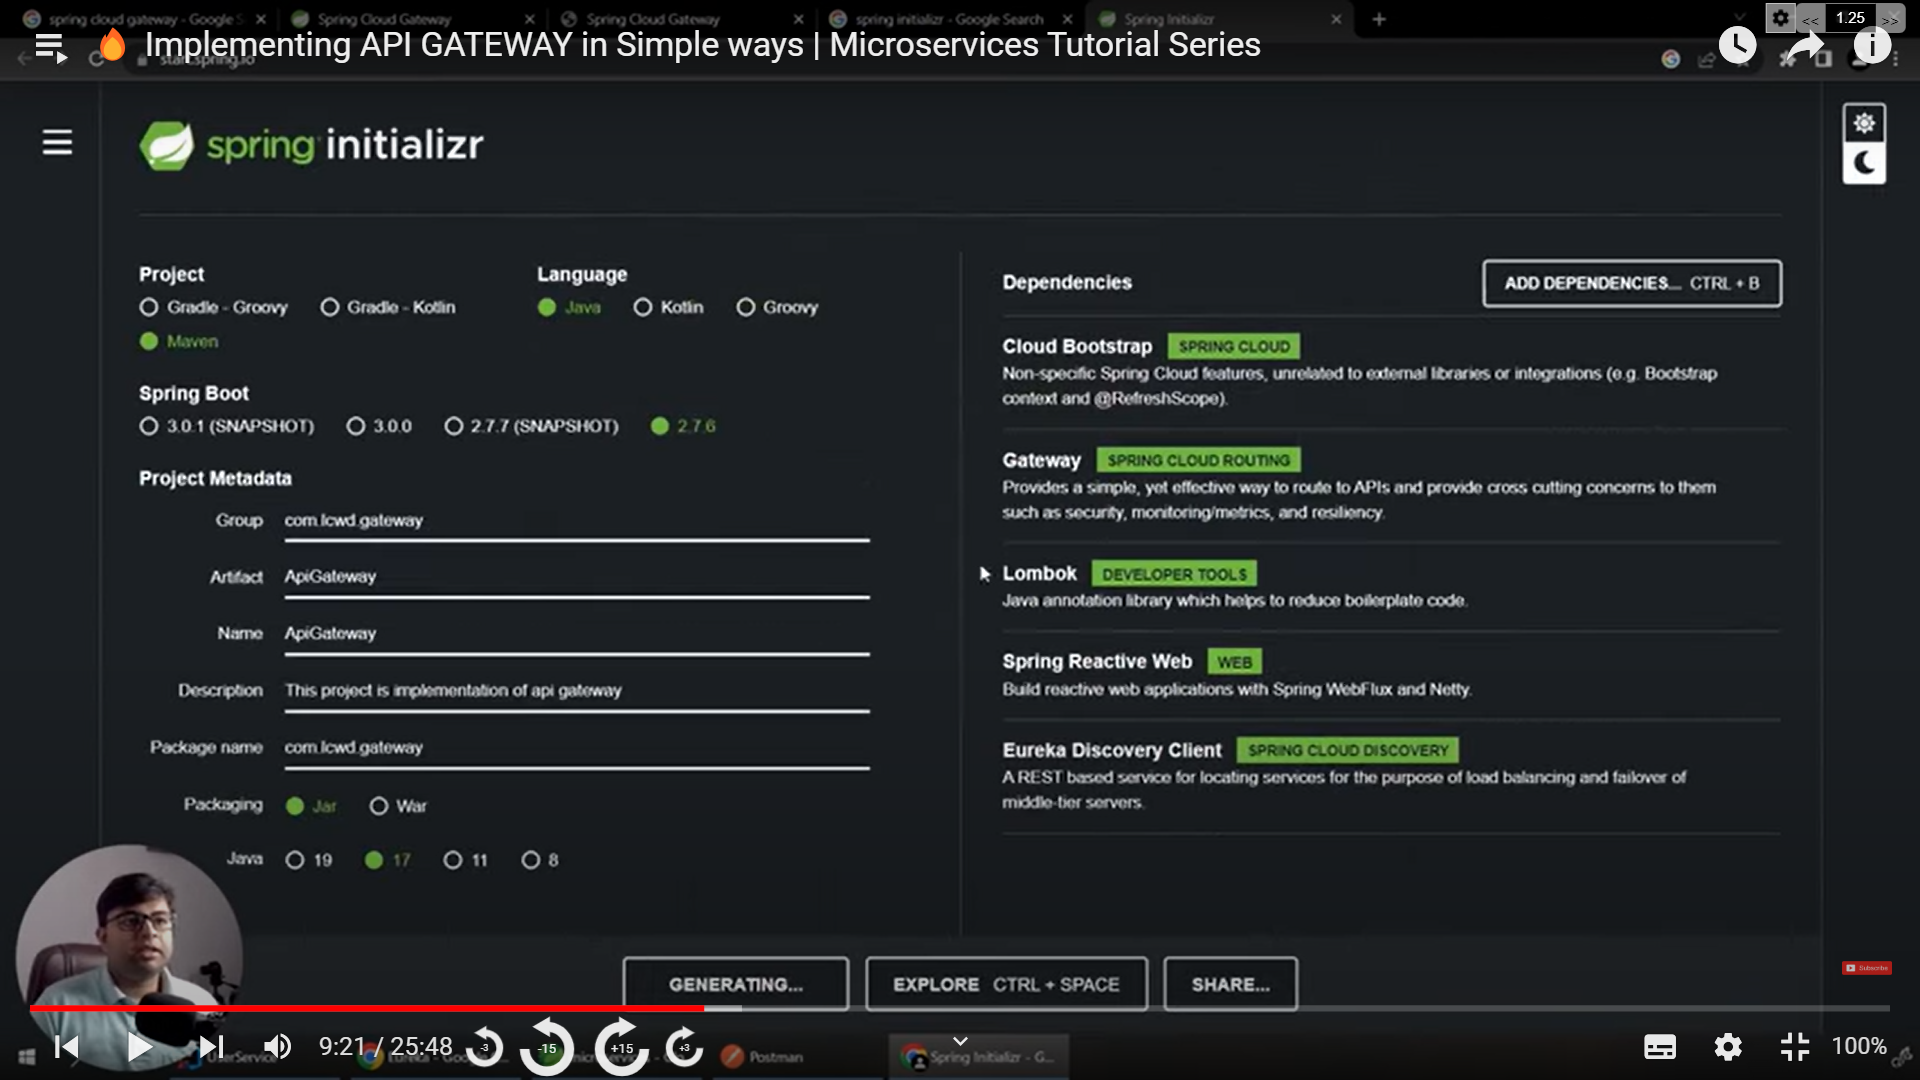 spring cloud gateway - Google S
Spring Cloud Gateway
Spring Cloud Gateway
spring initializr - Google Search
Spring Initializr
<< 1.25 >>
Implementing API GATEWAY in Simple ways | Microservices Tutorial Series
start.spring.io
spring initializr
Project
Gradle - Groovy
Gradle - Kotlin
Maven
Language
Java
Kotlin
Groovy
Spring Boot
3.0.1 (SNAPSHOT)
3.0.0
2.7.7 (SNAPSHOT)
2.7.6
Project Metadata
Group com.lcwd.gateway
Artifact ApiGateway
Name ApiGateway
Description This project is implementation of api gateway
Package name com.lcwd.gateway
Packaging Jar War
Java 19 17 11 8
Dependencies
ADD DEPENDENCIES... CTRL + B
Cloud Bootstrap SPRING CLOUD
Non-specific Spring Cloud features, unrelated to external libraries or integrations (e.g. Bootstrap
context and @RefreshScope).
Gateway SPRING CLOUD ROUTING
Provides a simple, yet effective way to route to APIs and provide cross cutting concerns to them
such as security, monitoring/metrics, and resiliency.
Lombok DEVELOPER TOOLS
Java annotation library which helps to reduce boilerplate code.
Spring Reactive Web WEB
Build reactive web applications with Spring WebFlux and Netty.
Eureka Discovery Client SPRING CLOUD DISCOVERY
A REST based service for locating services for the purpose of load balancing and failover of
middle-tier servers.
GENERATING...
EXPLORE CTRL + SPACE
SHARE...
Subscribe
9:21 / 25:48
-3
-15
+15
+3
Postman
Spring Initializr - G...
100%